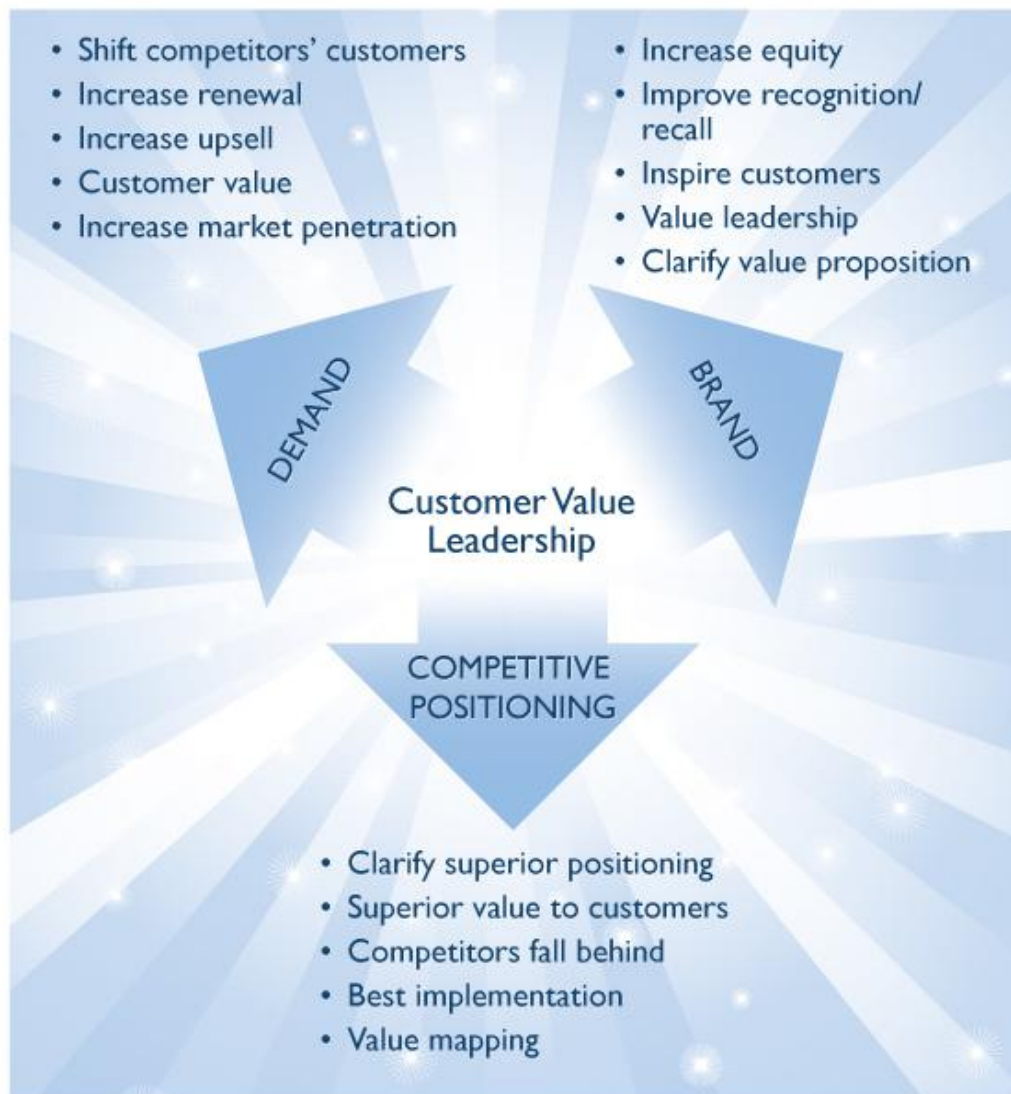 • Shift competitors’ customers
• Increase renewal
• Increase upsell
• Customer value
• Increase market penetration
• Increase equity
• Improve recognition/
recall
• Inspire customers
• Value leadership
• Clarify value proposition
DEMAND
BRAND
Customer Value
Leadership
COMPETITIVE
POSITIONING
• Clarify superior positioning
• Superior value to customers
• Competitors fall behind
• Best implementation
• Value mapping